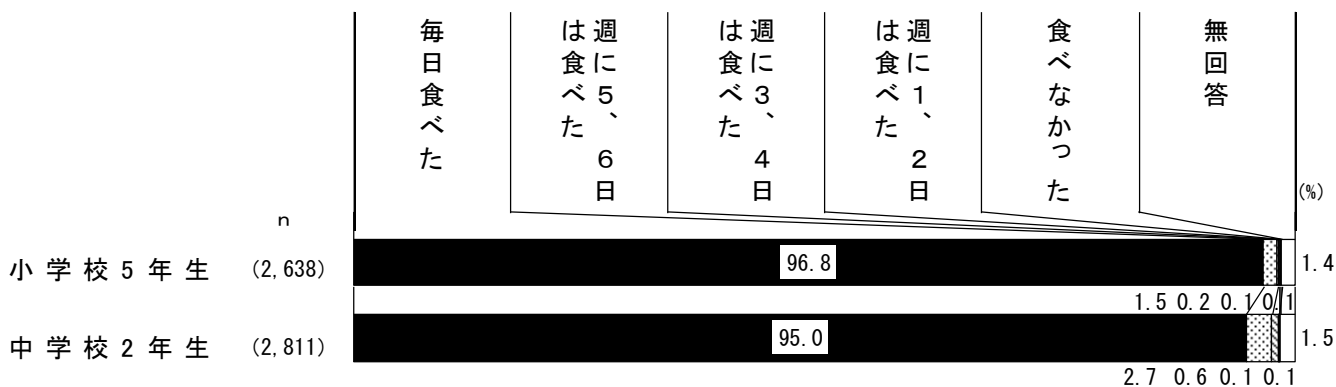 毎日食べた
週に５、６日
は食べた
週に３、４日
は食べた
週に１、２日
は食べた
食べなかった
無回答
(%)
n
小学校５年生 (2,638) 96.8 1.4
1.5 0.2 0.1 0.1
中学校２年生 (2,811) 95.0 1.5
2.7 0.6 0.1 0.1